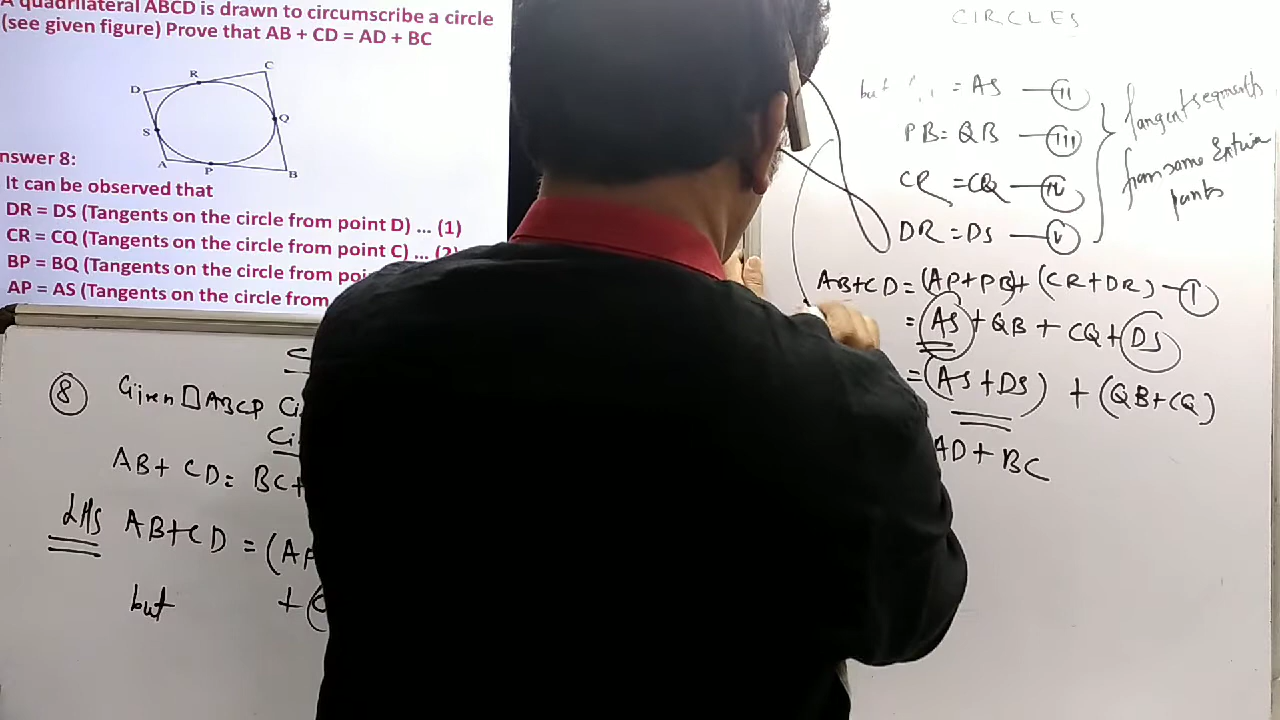 A quadrilateral ABCD is drawn to circumscribe a circle
(see given figure) Prove that AB + CD = AD + BC
C
R
D
Q
S
A
P
B
nswer 8:
It can be observed that
DR = DS (Tangents on the circle from point D) ... (1)
CR = CQ (Tangents on the circle from point C) ... (2)
BP = BQ (Tangents on the circle from poi
AP = AS (Tangents on the circle from
C
8 Given □ABCD Ci
Ci
AB + CD = BC +
LHS AB + CD = (AP
but + (C
CIRCLES
but = AS — II
PB = QB — III
CR = CQ — IV
DR = DS — V
} Tangent segments
from same
AB + CD = (AP + PB) + (CR + DR) — I
= AS + QB + CQ + DS
= (AS + DS) + (QB + CQ)
AD + BC